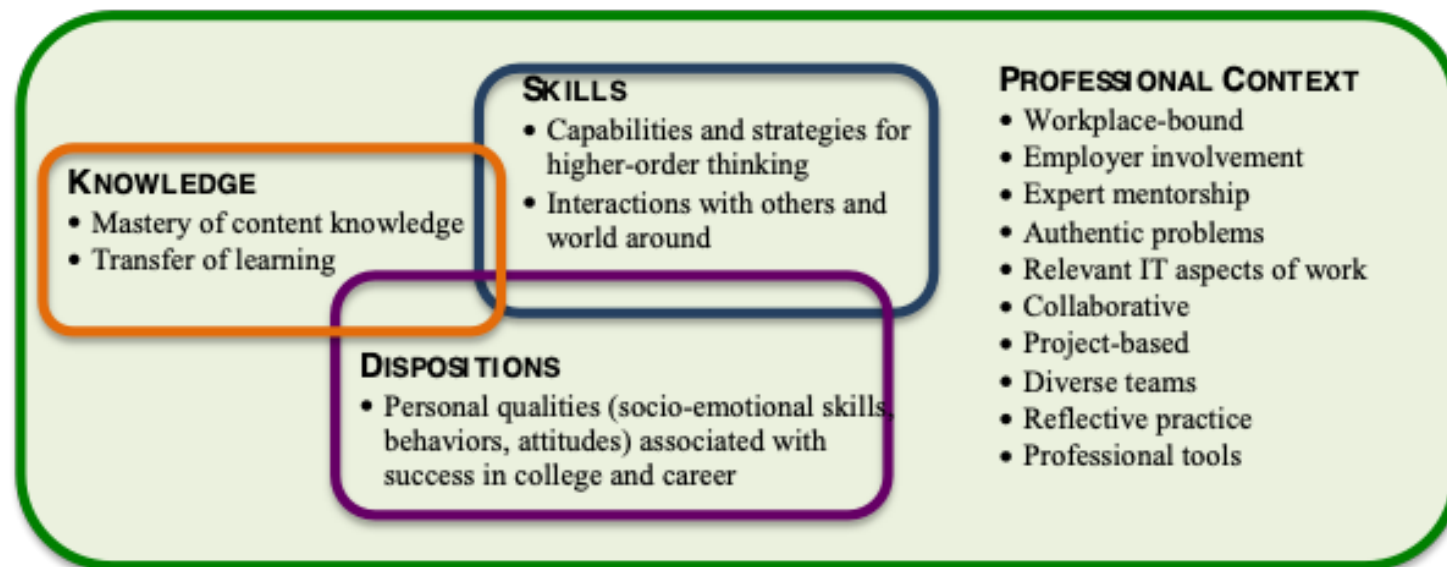 KNOWLEDGE
• Mastery of content knowledge
• Transfer of learning
SKILLS
• Capabilities and strategies for
higher-order thinking
• Interactions with others and
world around
DISPOSITIONS
• Personal qualities (socio-emotional skills,
behaviors, attitudes) associated with
success in college and career
PROFESSIONAL CONTEXT
• Workplace-bound
• Employer involvement
• Expert mentorship
• Authentic problems
• Relevant IT aspects of work
• Collaborative
• Project-based
• Diverse teams
• Reflective practice
• Professional tools